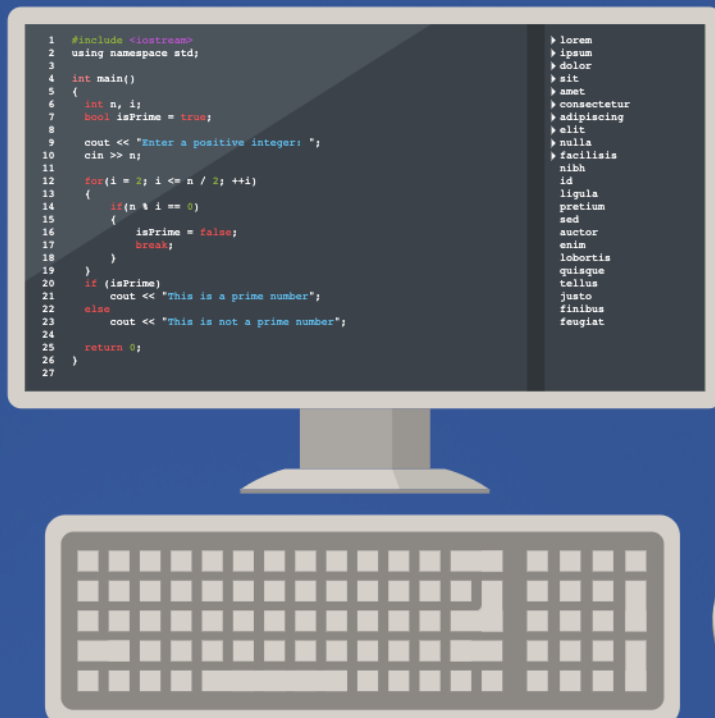 1 #include <iostream>
2 using namespace std;
3
4 int main()
5 {
6 int n, i;
7 bool isPrime = true;
8
9 cout << "Enter a positive integer: ";
10 cin >> n;
11
12 for(i = 2; i <= n / 2; ++i)
13 {
14 if(n % i == 0)
15 {
16 isPrime = false;
17 break;
18 }
19 }
20 if (isPrime)
21 cout << "This is a prime number";
22 else
23 cout << "This is not a prime number";
24
25 return 0;
26 }
27
lorem
ipsum
dolor
sit
amet
consectetur
adipiscing
elit
nulla
facilisis
nibh
id
ligula
pretium
sed
auctor
enim
lobortis
quisque
tellus
justo
finibus
feugiat